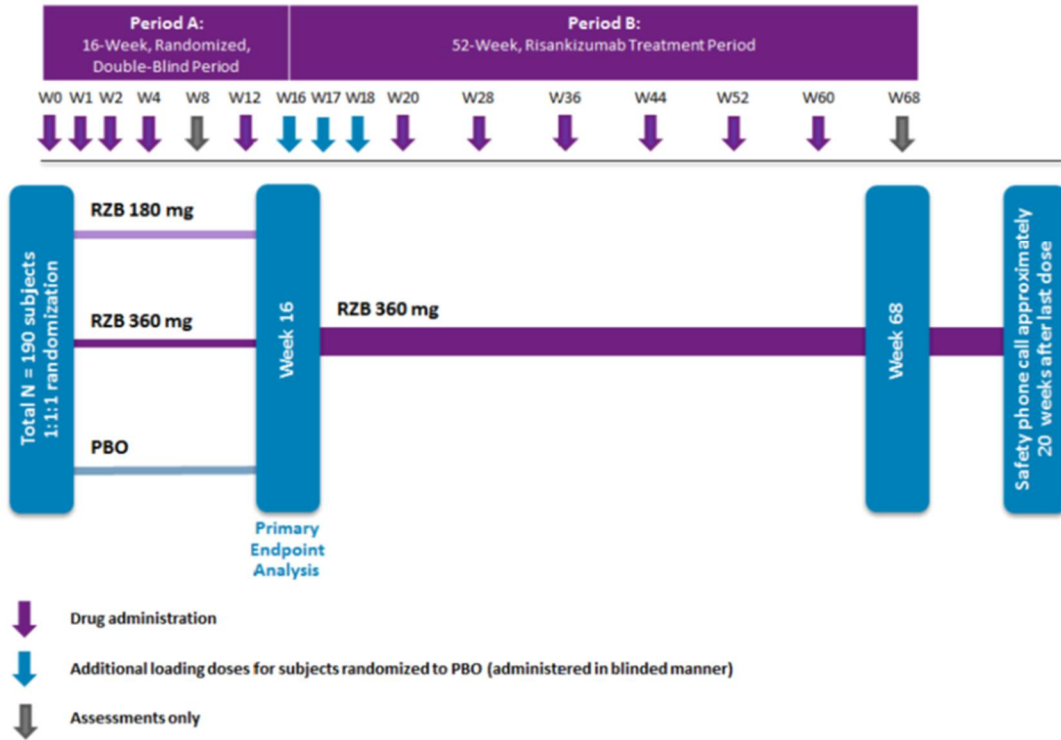 Period A:
16-Week, Randomized,
Double-Blind Period
Period B:
52-Week, Risankizumab Treatment Period
W0 W1 W2 W4 W8 W12 W16 W17 W18 W20 W28 W36 W44 W52 W60 W68
Total N = 190 subjects
1:1:1 randomization
RZB 180 mg
RZB 360 mg
PBO
Week 16
Primary
Endpoint
Analysis
RZB 360 mg
Week 68
Safety phone call approximately
20 weeks after last dose
Drug administration
Additional loading doses for subjects randomized to PBO (administered in blinded manner)
Assessments only